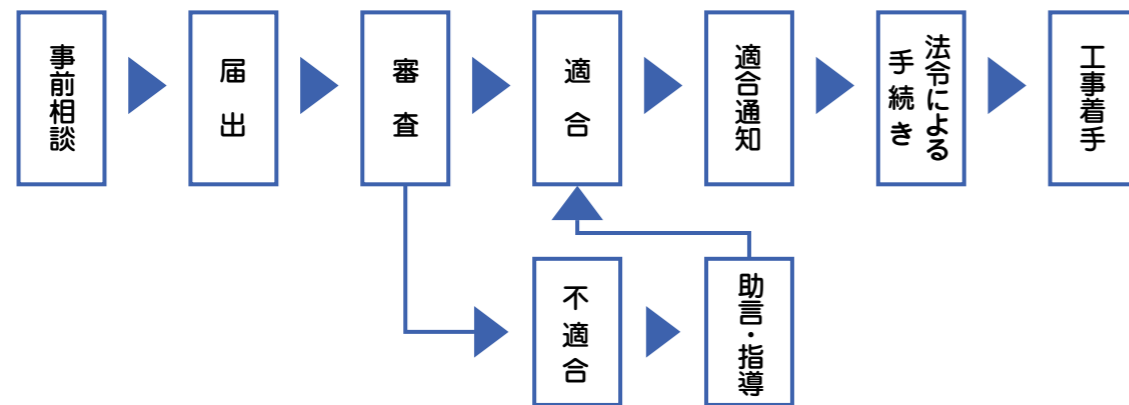 事前相談
届出
審査
適合
適合通知
法令による
手続き
工事着手
不適合
助言・指導